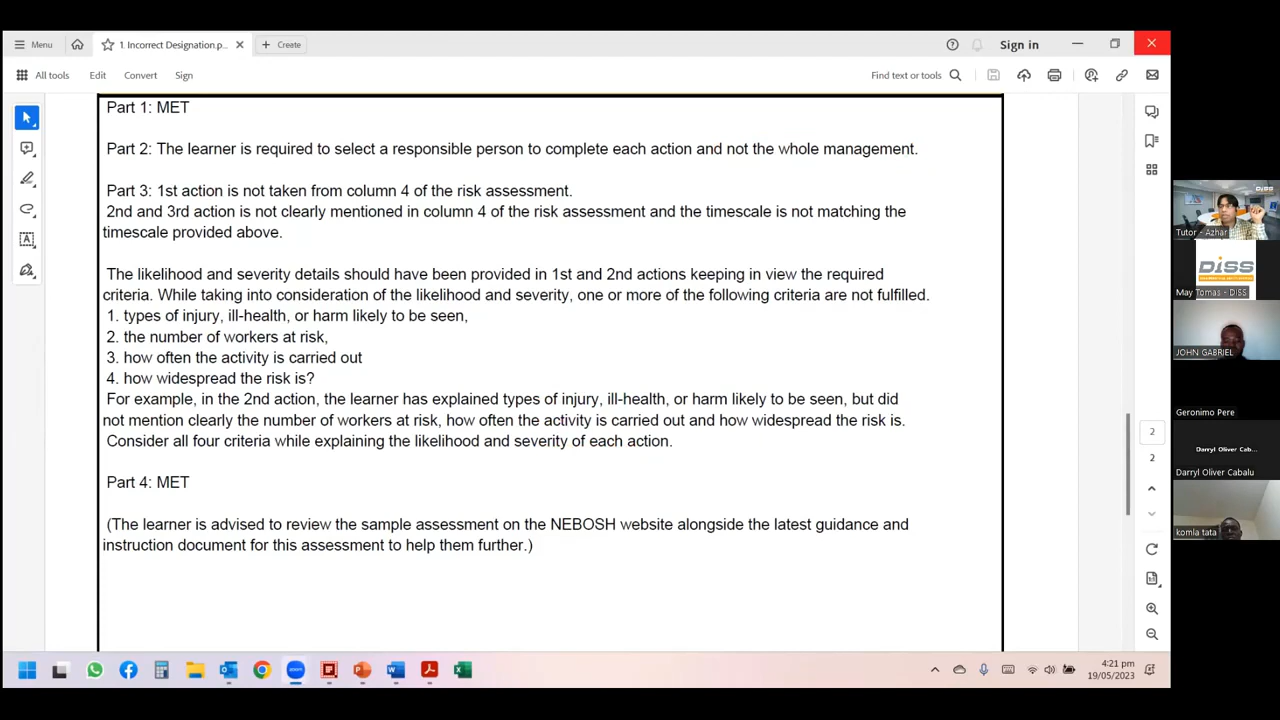 Menu
1. Incorrect Designation.p...
Create
Sign in
All tools
Edit
Convert
Sign
Find text or tools
Part 1: MET
Part 2: The learner is required to select a responsible person to complete each action and not the whole management.
Part 3: 1st action is not taken from column 4 of the risk assessment.
2nd and 3rd action is not clearly mentioned in column 4 of the risk assessment and the timescale is not matching the
timescale provided above.
The likelihood and severity details should have been provided in 1st and 2nd actions keeping in view the required
criteria. While taking into consideration of the likelihood and severity, one or more of the following criteria are not fulfilled.
1. types of injury, ill-health, or harm likely to be seen,
2. the number of workers at risk,
3. how often the activity is carried out
4. how widespread the risk is?
For example, in the 2nd action, the learner has explained types of injury, ill-health, or harm likely to be seen, but did
not mention clearly the number of workers at risk, how often the activity is carried out and how widespread the risk is.
Consider all four criteria while explaining the likelihood and severity of each action.
Part 4: MET
(The learner is advised to review the sample assessment on the NEBOSH website alongside the latest guidance and
instruction document for this assessment to help them further.)
2
2
Tutor - Azhar
DISS
May Tomas - DISS
JOHN GABRIEL
Geronimo Pere
Darryl Oliver Cab...
Darryl Oliver Cabalu
komla tata
zoom
4:21 pm
19/05/2023